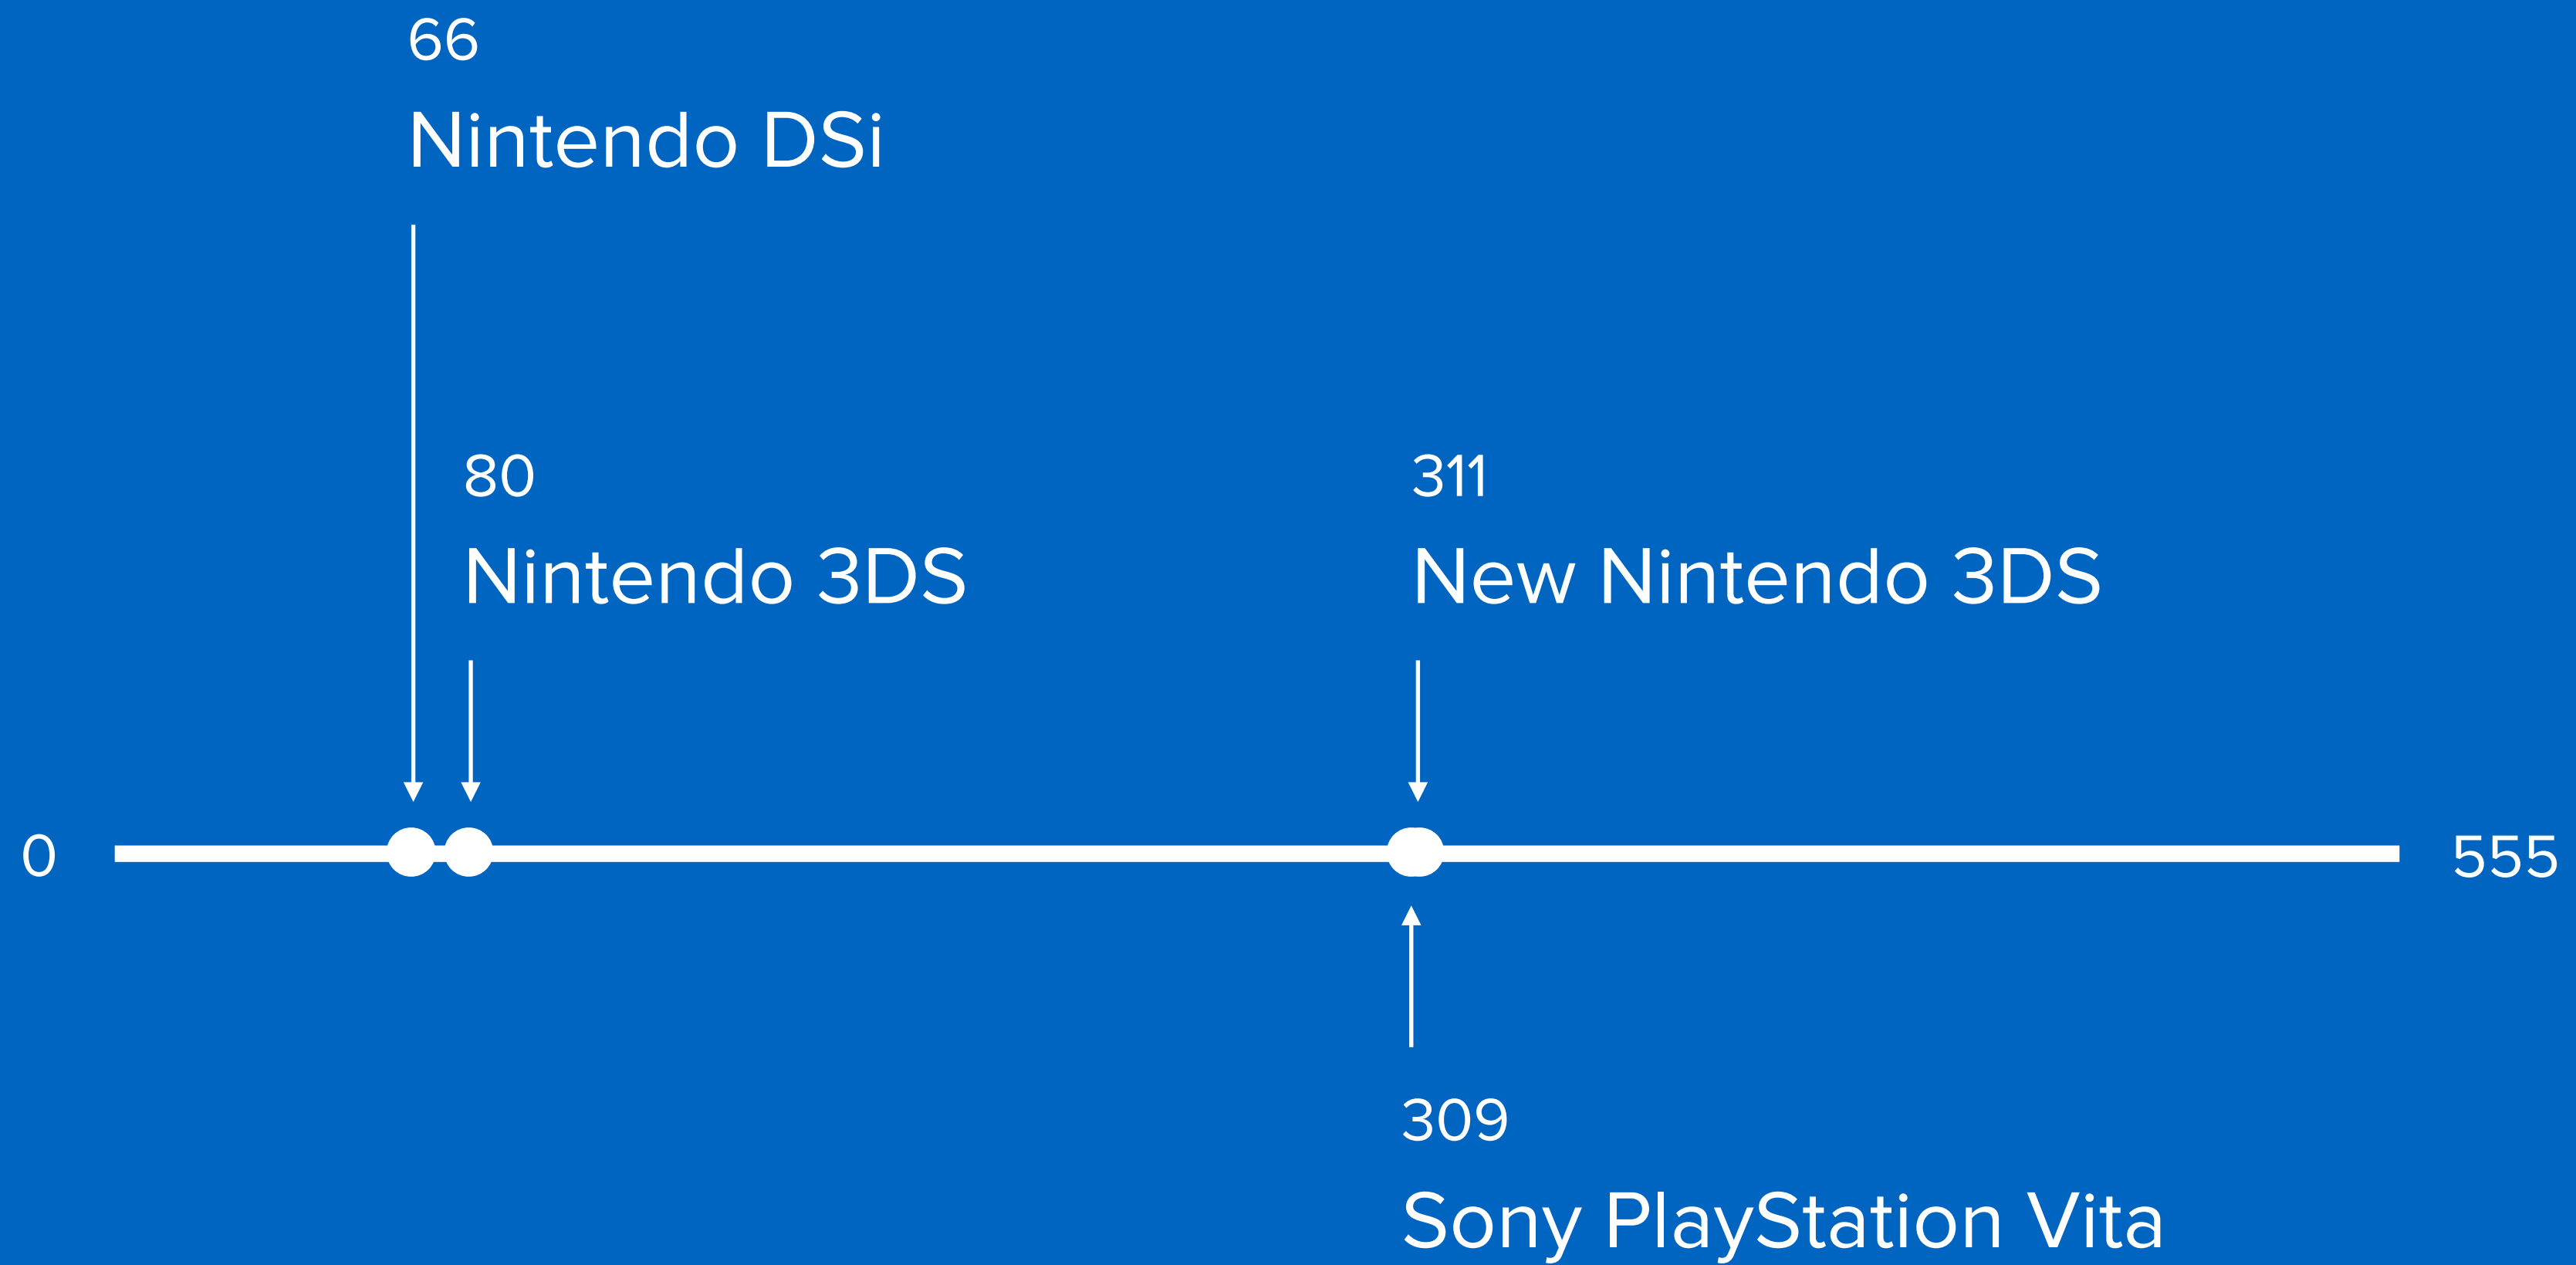 66
Nintendo DSi
80
Nintendo 3DS
311
New Nintendo 3DS
0
555
309
Sony PlayStation Vita